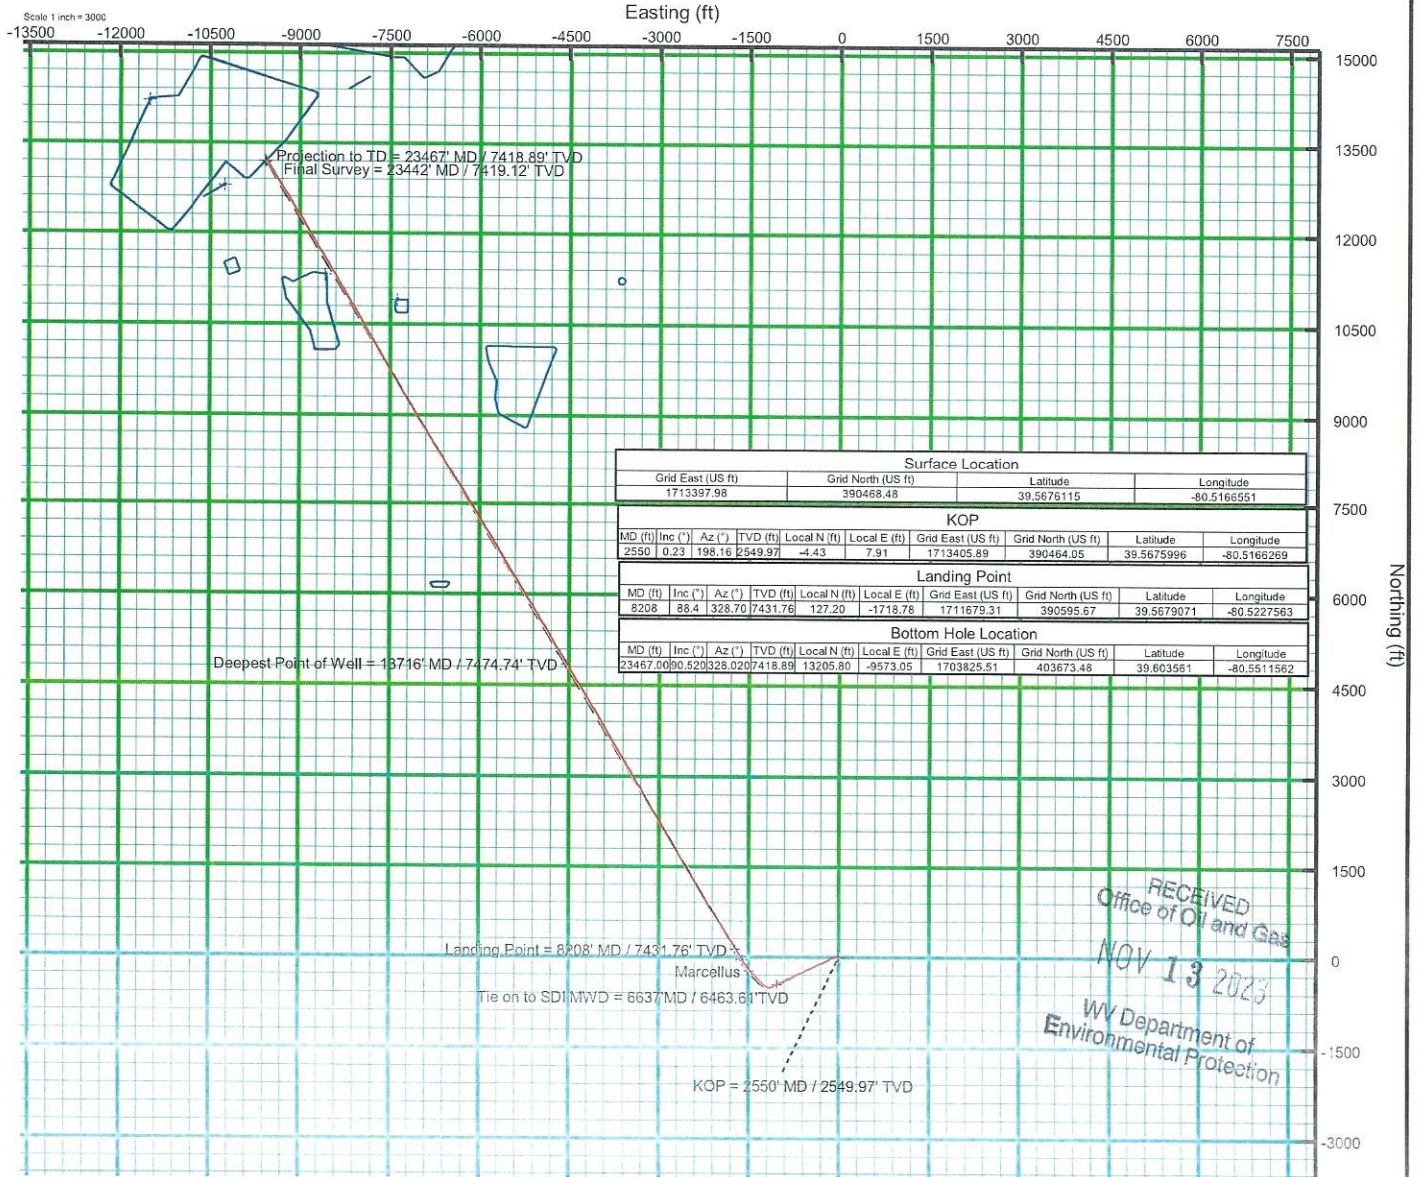 Easting (ft)
Scale 1 inch = 3000
-13500 -12000 -10500 -9000 -7500 -6000 -4500 -3000 -1500 0 1500 3000 4500 6000 7500
15000
Projection to TD = 23467' MD / 7418.89' TVD
13500
Final Survey = 23442' MD / 7419.12' TVD
12000
10500
9000
Surface Location
Grid East (US ft) Grid North (US ft) Latitude Longitude
1713397.98 390468.48 39.5676115 -80.5166551
7500
KOP
MD (ft) Inc (°) Az (°) TVD (ft) Local N (ft) Local E (ft) Grid East (US ft) Grid North (US ft) Latitude Longitude
2550 0.23 198.16 2549.97 -4.43 7.91 1713405.89 390464.05 39.5675996 -80.5166269
Landing Point
MD (ft) Inc (°) Az (°) TVD (ft) Local N (ft) Local E (ft) Grid East (US ft) Grid North (US ft) Latitude Longitude
8208 88.4 328.70 7431.76 127.20 -1718.78 1711679.31 390595.67 39.5679071 -80.5227563
6000
Northing (ft)
Bottom Hole Location
MD (ft) Inc (°) Az (°) TVD (ft) Local N (ft) Local E (ft) Grid East (US ft) Grid North (US ft) Latitude Longitude
23467.00 90.520 328.020 7418.89 13205.80 -9573.05 1703825.51 403673.48 39.603561 -80.5511562
Deepest Point of Well = 13716' MD / 7474.74' TVD
4500
3000
1500
RECEIVED
Office of Oil and Gas
Landing Point = 8208' MD / 7431.76' TVD
0
Marcellus
NOV 13 2023
Tie on to SDI MWD = 6637'MD / 6463.61'TVD
WV Department of
Environmental Protection
-1500
KOP = 2550' MD / 2549.97' TVD
-3000